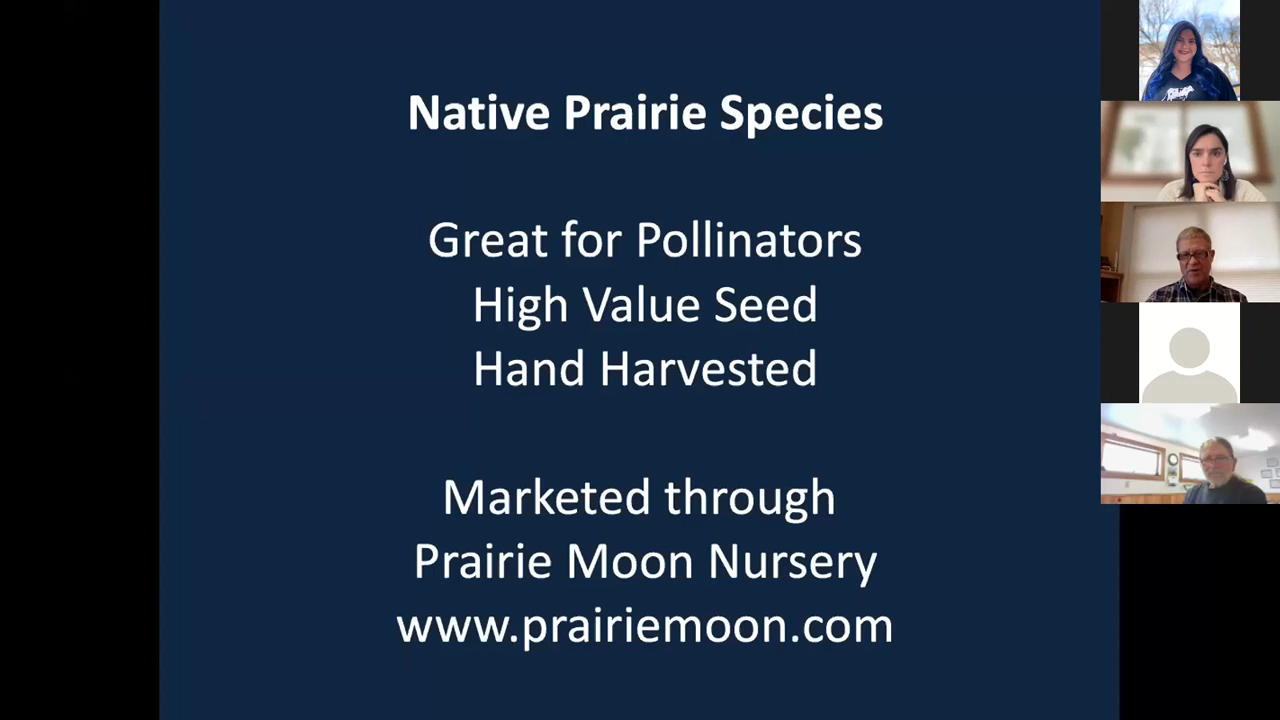 Native Prairie Species
Great for Pollinators
High Value Seed
Hand Harvested
Marketed through
Prairie Moon Nursery
www.prairiemoon.com